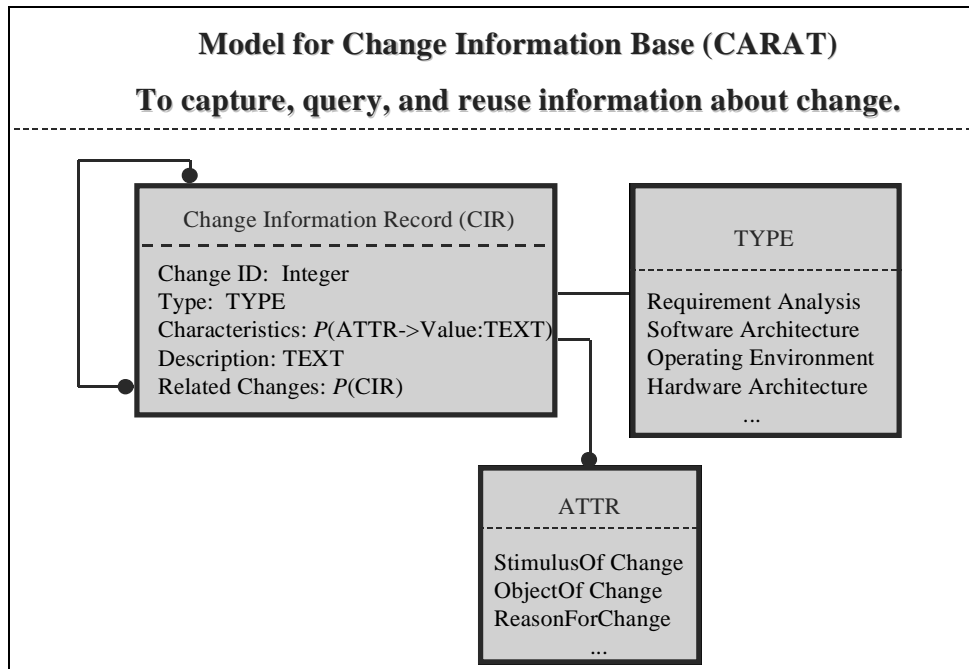 Model for Change Information Base (CARAT)
To capture, query, and reuse information about change.
Change Information Record (CIR)
Change ID:  Integer
Type:  TYPE
Characteristics: P(ATTR->Value:TEXT)
Description: TEXT
Related Changes: P(CIR)
TYPE
Requirement Analysis
Software Architecture
Operating Environment
Hardware Architecture
...
ATTR
StimulusOf Change
ObjectOf Change
ReasonForChange
...